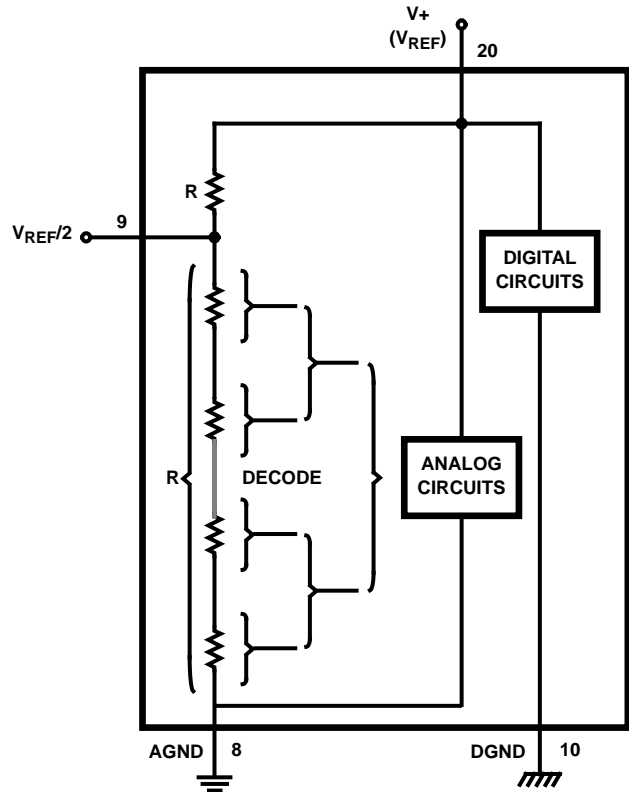 V+
(VREF)
20
R
9
VREF/2
DIGITAL
CIRCUITS
R
DECODE
ANALOG
CIRCUITS
AGND
8
DGND
10